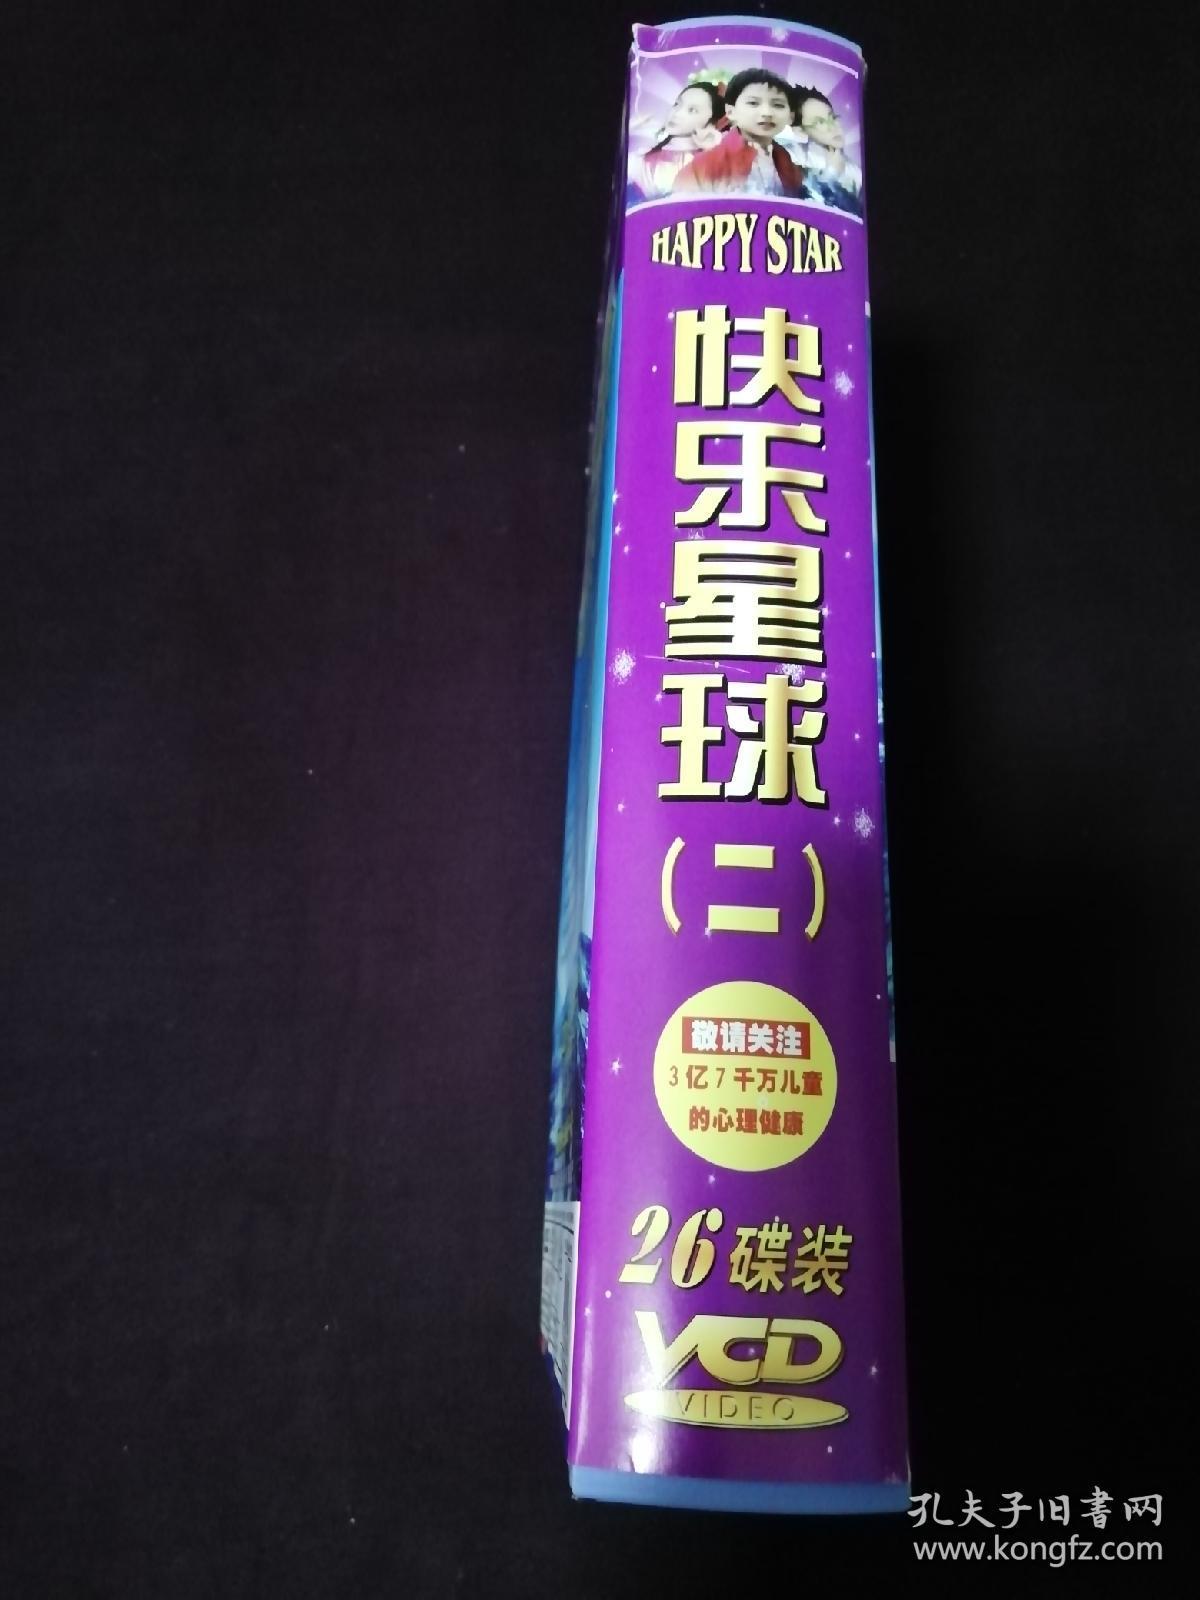 HAPPY STAR
快乐星球
(二)
敬请关注
3亿7千万儿童
的心理健康
26碟装
VCD
VIDEO
孔夫子旧书网
www.kongfz.com